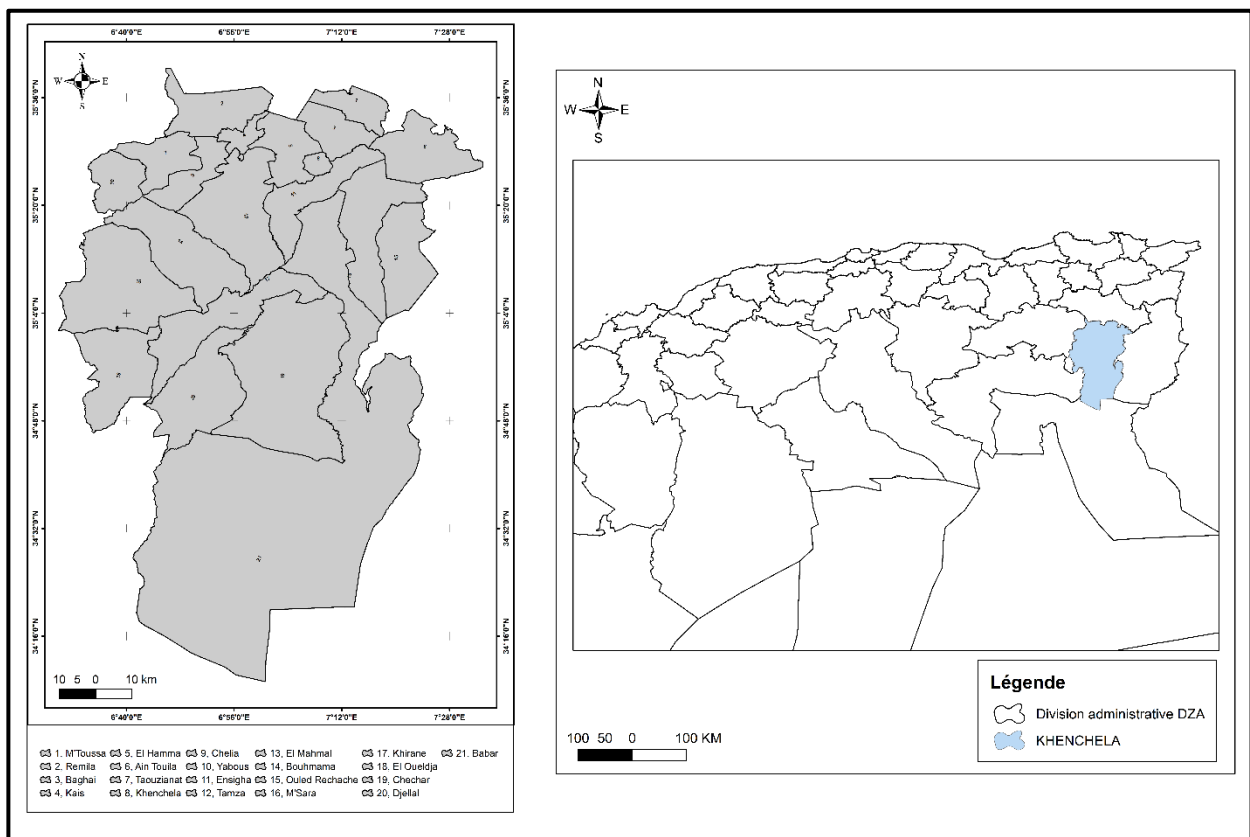 6°40'0"E 6°56'0"E 7°12'0"E 7°28'0"E
N
W E
S
35°36'0"N 35°36'0"N
35°20'0"N 35°20'0"N
35°4'0"N 35°4'0"N
34°48'0"N 34°48'0"N
34°32'0"N 34°32'0"N
34°16'0"N 34°16'0"N
10 5 0 10 km
6°40'0"E 6°56'0"E 7°12'0"E 7°28'0"E
1. M'Toussa 5. El Hamma 9, Chelia 13, El Mahmal 17. Khirane 21. Babar
2. Remila 6, Ain Touila 10, Yabous 14, Bouhmama 18. El Oueldja
3, Baghai 7, Taouzianat 11, Ensigha 15, Ouled Rechache 19, Chechar
4, Kais 8, Khenchela 12, Tamza 16, M'Sara 20, Djellal
N
W E
S
Légende
Division administrative DZA
KHENCHELA
100 50 0 100 KM